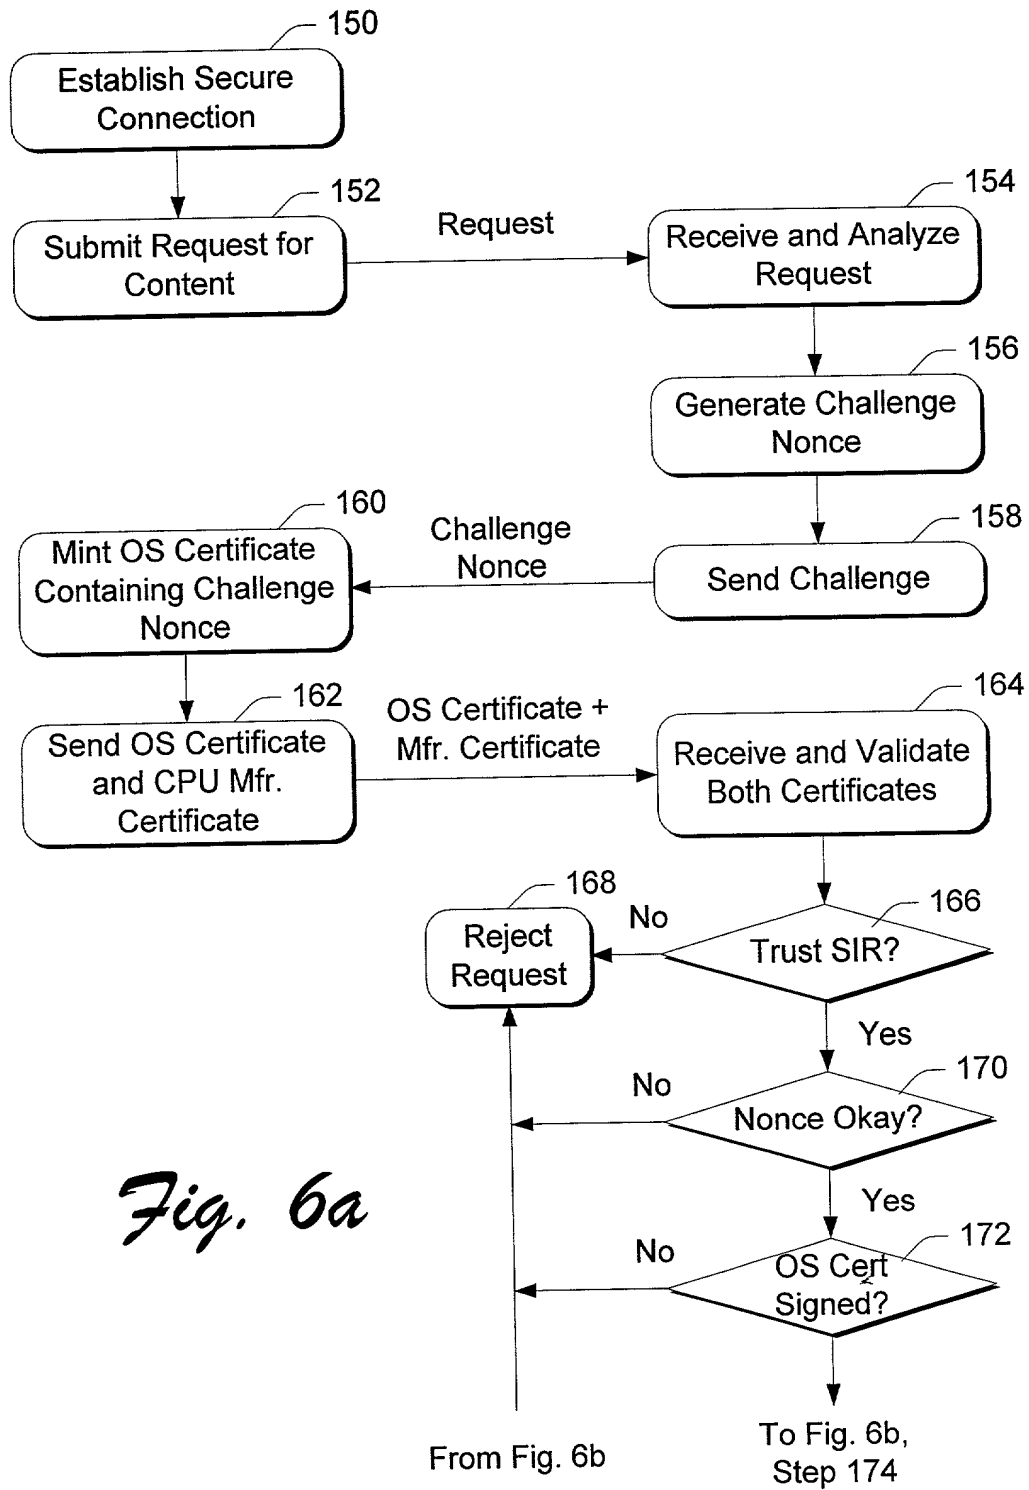 150
Establish Secure
Connection
152
Submit Request for
Content
Request
154
Receive and Analyze
Request
156
Generate Challenge
Nonce
158
Send Challenge
Challenge
Nonce
160
Mint OS Certificate
Containing Challenge
Nonce
162
Send OS Certificate
and CPU Mfr.
Certificate
OS Certificate +
Mfr. Certificate
164
Receive and Validate
Both Certificates
166
Trust SIR?
No
168
Reject
Request
Yes
170
Nonce Okay?
No
Yes
172
OS Cert
Signed?
No
Fig. 6a
From Fig. 6b
To Fig. 6b,
Step 174